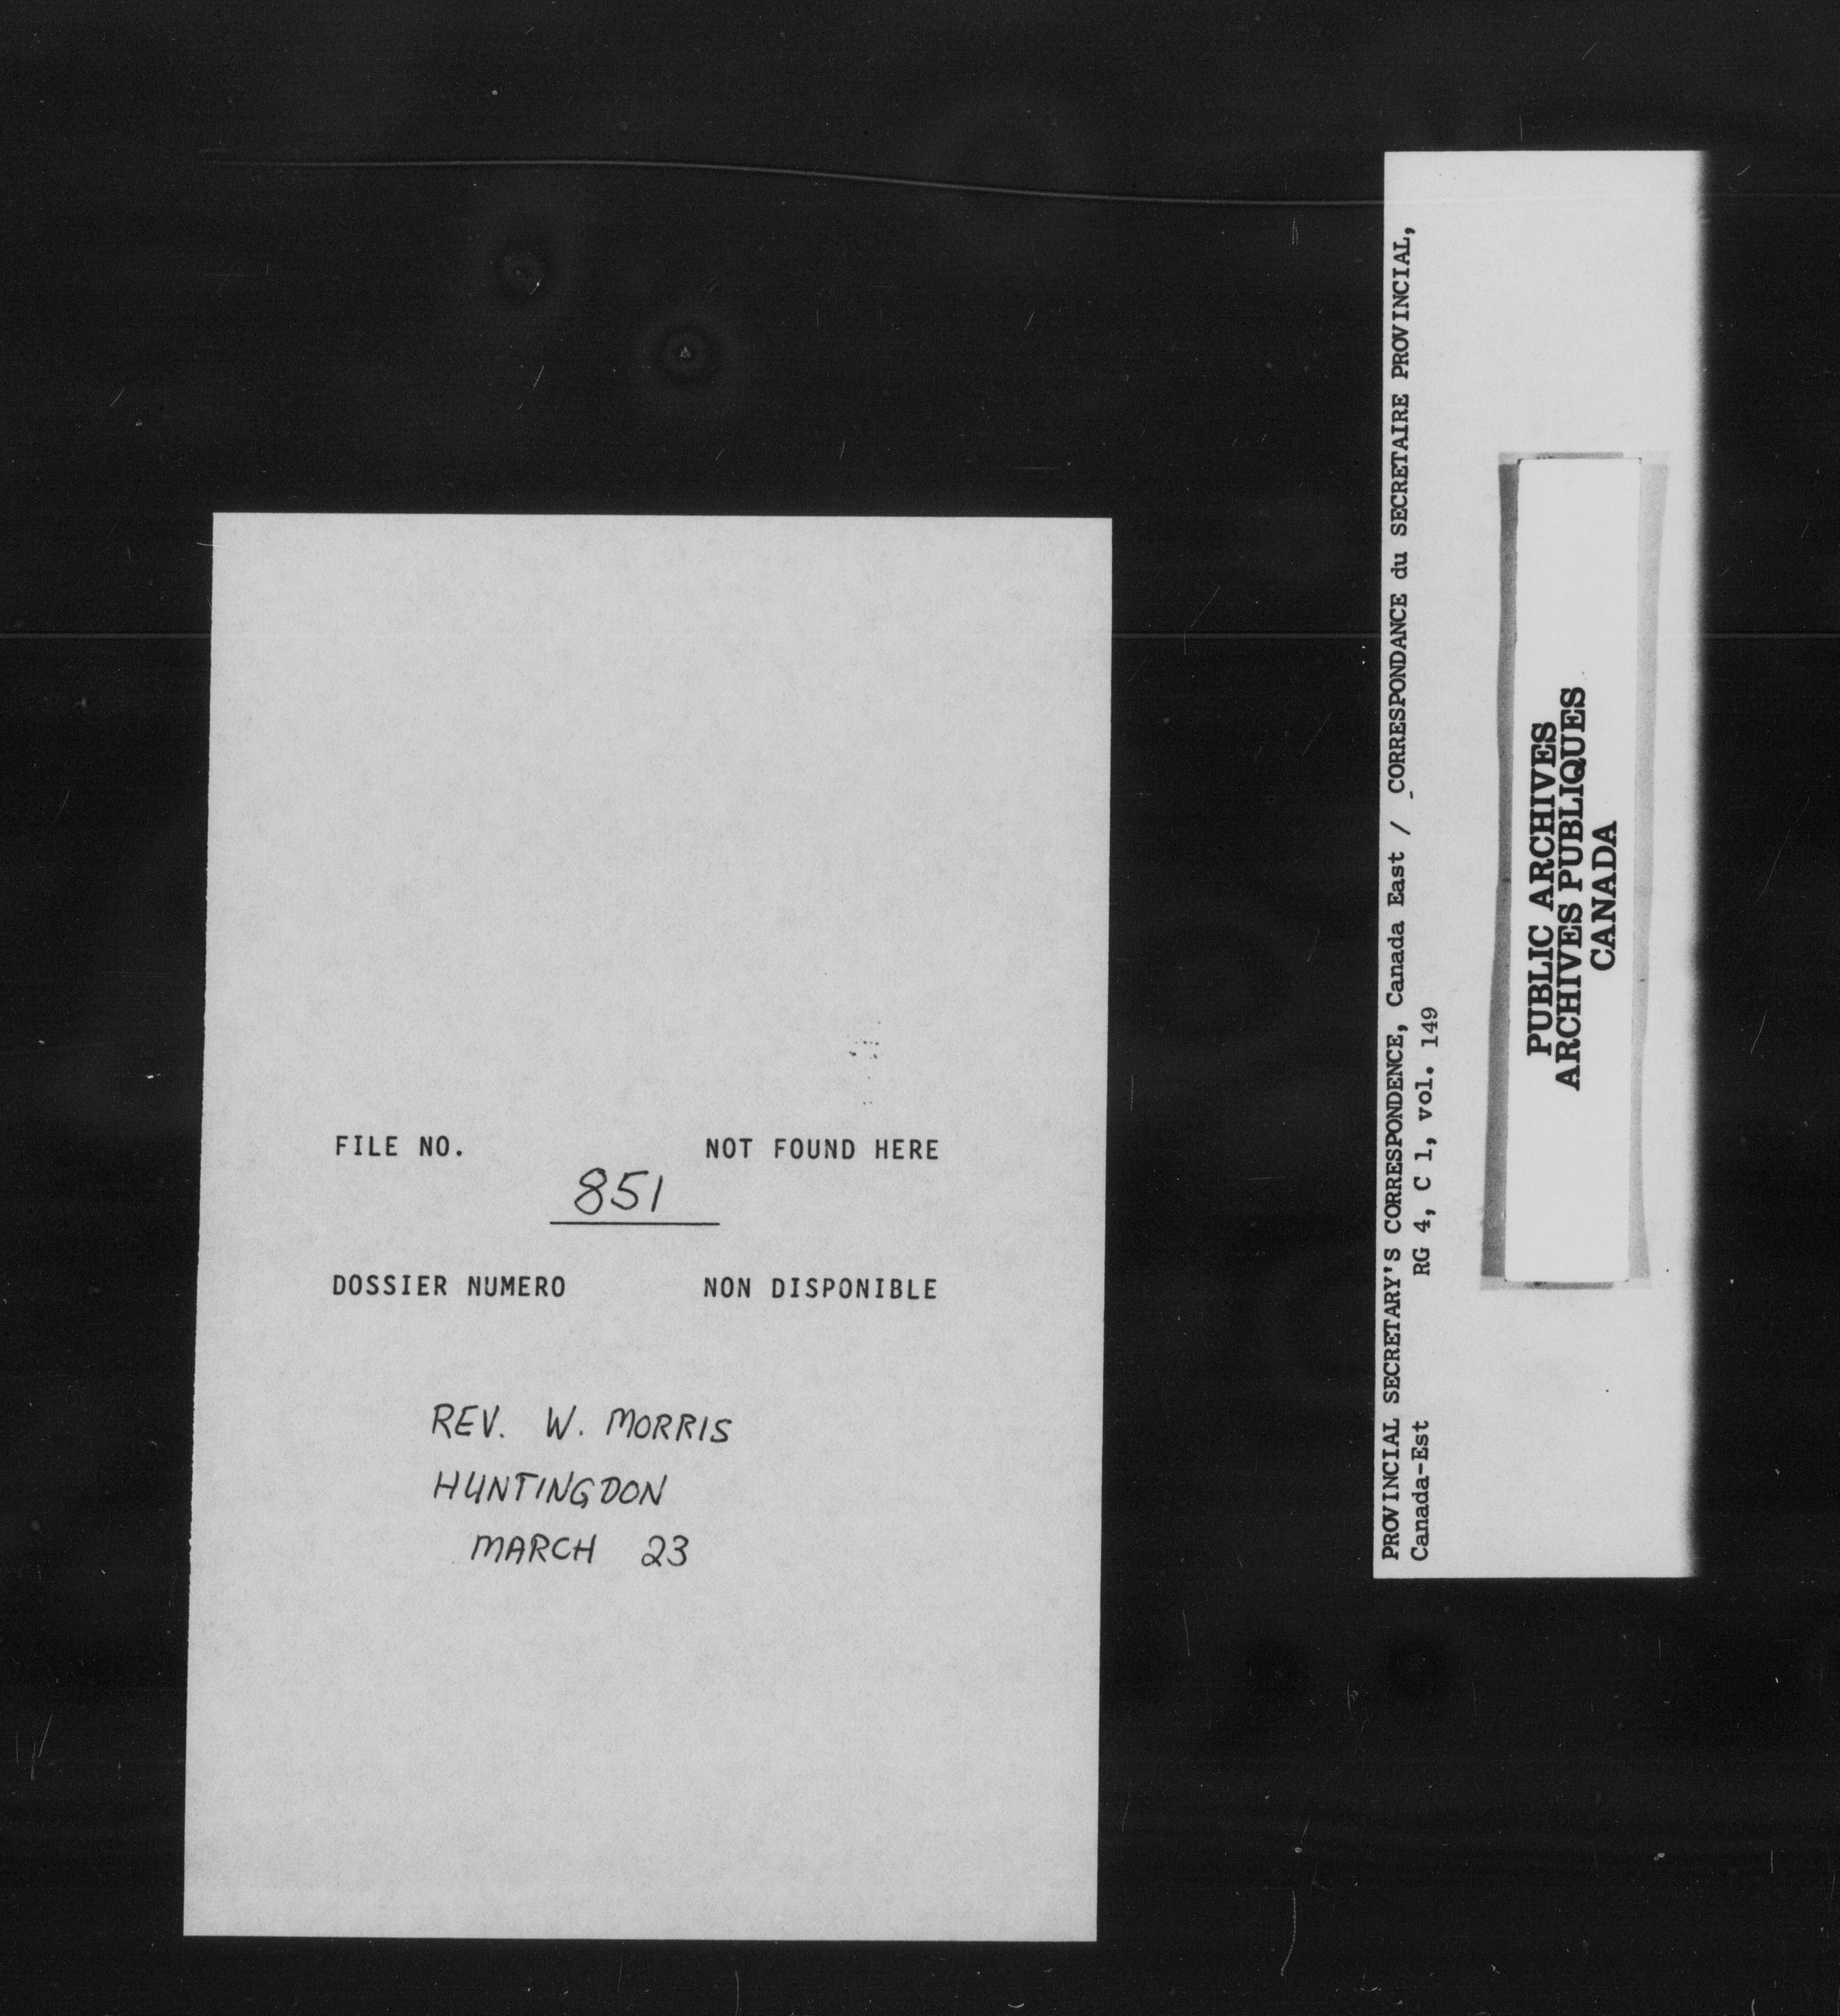 FILE NO. NOT FOUND HERE
851
DOSSIER NUMERO NON DISPONIBLE
REV. W. MORRIS
HUNTINGDON
MARCH 23
PROVINCIAL SECRETARY'S CORRESPONDENCE, Canada East / CORRESPONDANCE du SECRETAIRE PROVINCIAL,
Canada-Est RG 4, C 1, vol. 149
PUBLIC ARCHIVES
ARCHIVES PUBLIQUES
CANADA